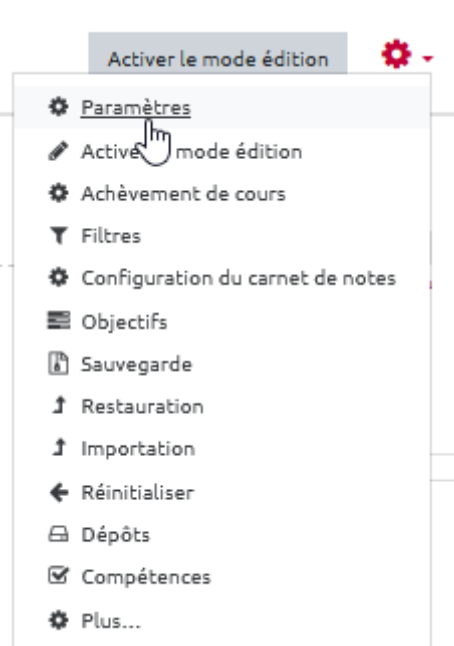 Activer le mode édition
Paramètres
Active mode édition
Achèvement de cours
Filtres
Configuration du carnet de notes
Objectifs
Sauvegarde
Restauration
Importation
Réinitialiser
Dépôts
Compétences
Plus...